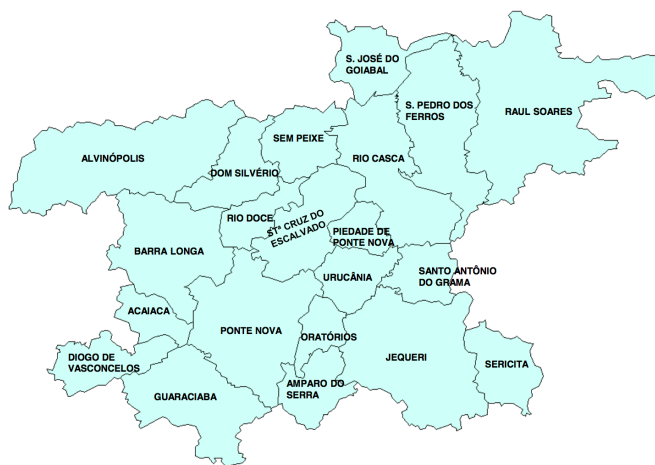 S. JOSÉ DO
GOIABAL
S. PEDRO DOS
FERROS
RAUL SOARES
SEM PEIXE
ALVINÓPOLIS
RIO CASCA
DOM SILVÉRIO
RIO DOCE
STª CRUZ DO
ESCALVADO
PIEDADE DE
PONTE NOVA
BARRA LONGA
URUCÂNIA
SANTO ANTÔNIO
DO GRAMA
ACAIACA
PONTE NOVA
ORATÓRIOS
DIOGO DE
VASCONCELOS
JEQUERI
SERICITA
AMPARO DO
SERRA
GUARACIABA